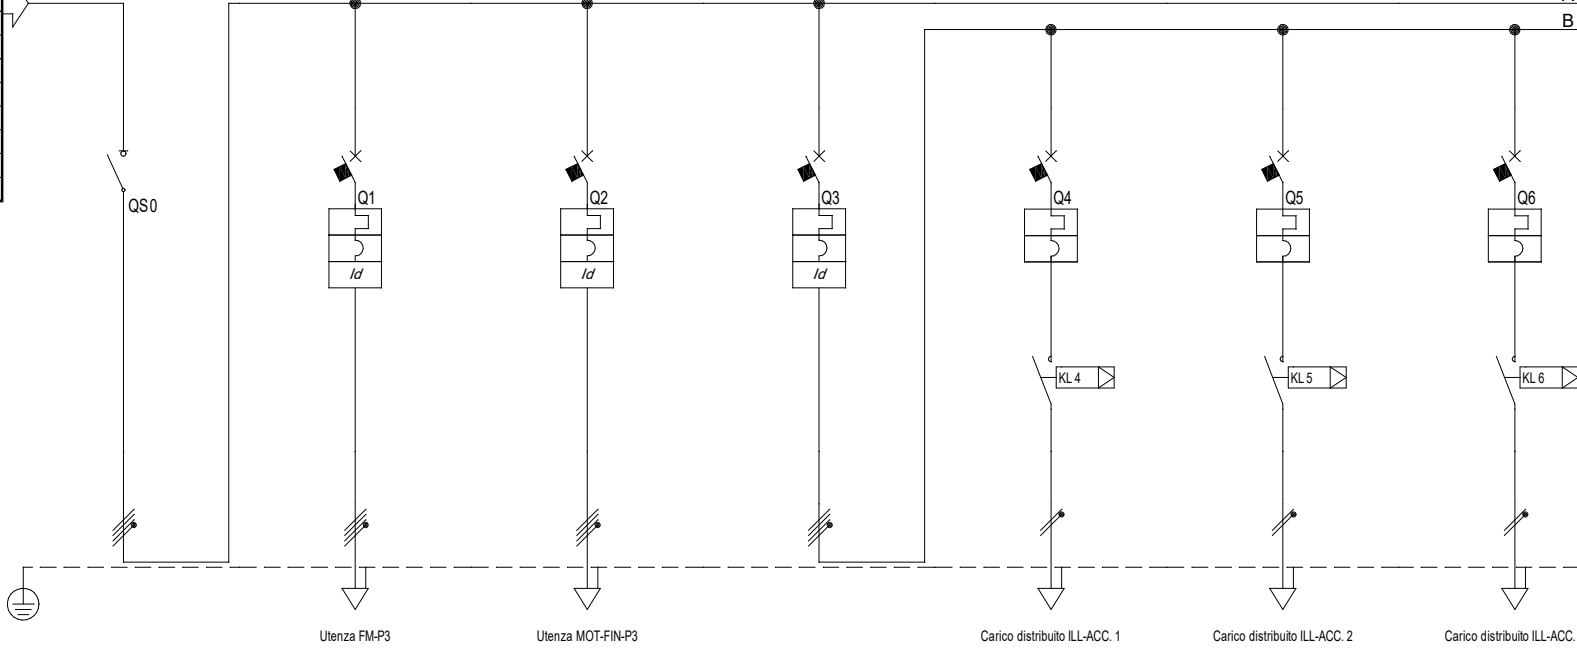 B
QS0
Q1
Q2
Q3
Q4
Q5
Q6
Id
Id
Id
KL 4
KL 5
KL 6
Utenza FM-P3
Utenza MOT-FIN-P3
Carico distribuito ILL-ACC. 1
Carico distribuito ILL-ACC. 2
Carico distribuito ILL-ACC.